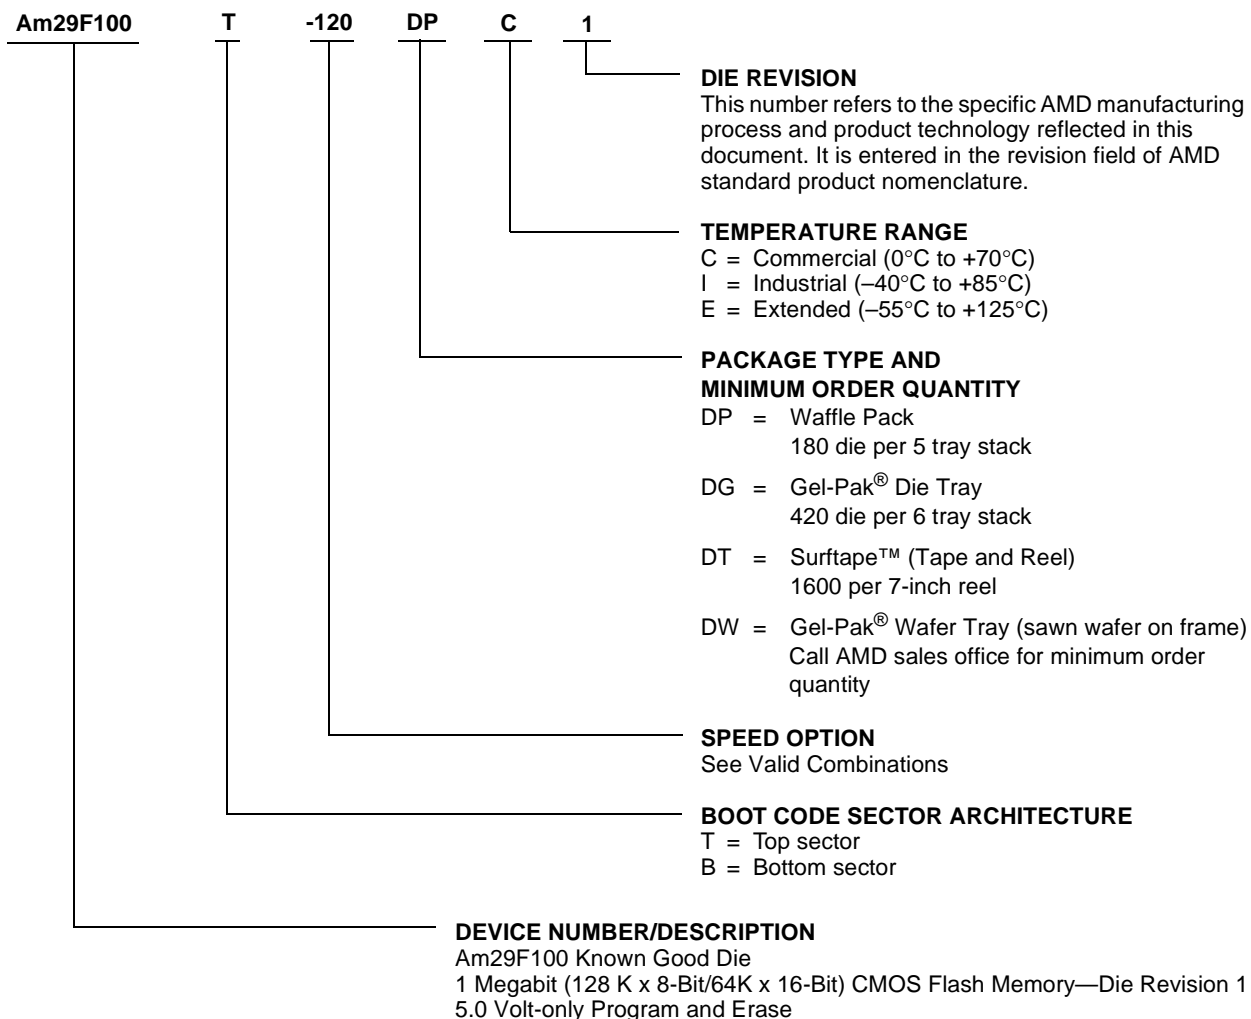 Am29F100 T -120 DP C 1
DIE REVISION
This number refers to the specific AMD manufacturing
process and product technology reflected in this
document. It is entered in the revision field of AMD
standard product nomenclature.
TEMPERATURE RANGE
C = Commercial (0°C to +70°C)
I = Industrial (–40°C to +85°C)
E = Extended (–55°C to +125°C)
PACKAGE TYPE AND
MINIMUM ORDER QUANTITY
DP = Waffle Pack
180 die per 5 tray stack
DG = Gel-Pak® Die Tray
420 die per 6 tray stack
DT = Surftape™ (Tape and Reel)
1600 per 7-inch reel
DW = Gel-Pak® Wafer Tray (sawn wafer on frame)
Call AMD sales office for minimum order
quantity
SPEED OPTION
See Valid Combinations
BOOT CODE SECTOR ARCHITECTURE
T = Top sector
B = Bottom sector
DEVICE NUMBER/DESCRIPTION
Am29F100 Known Good Die
1 Megabit (128 K x 8-Bit/64K x 16-Bit) CMOS Flash Memory—Die Revision 1
5.0 Volt-only Program and Erase